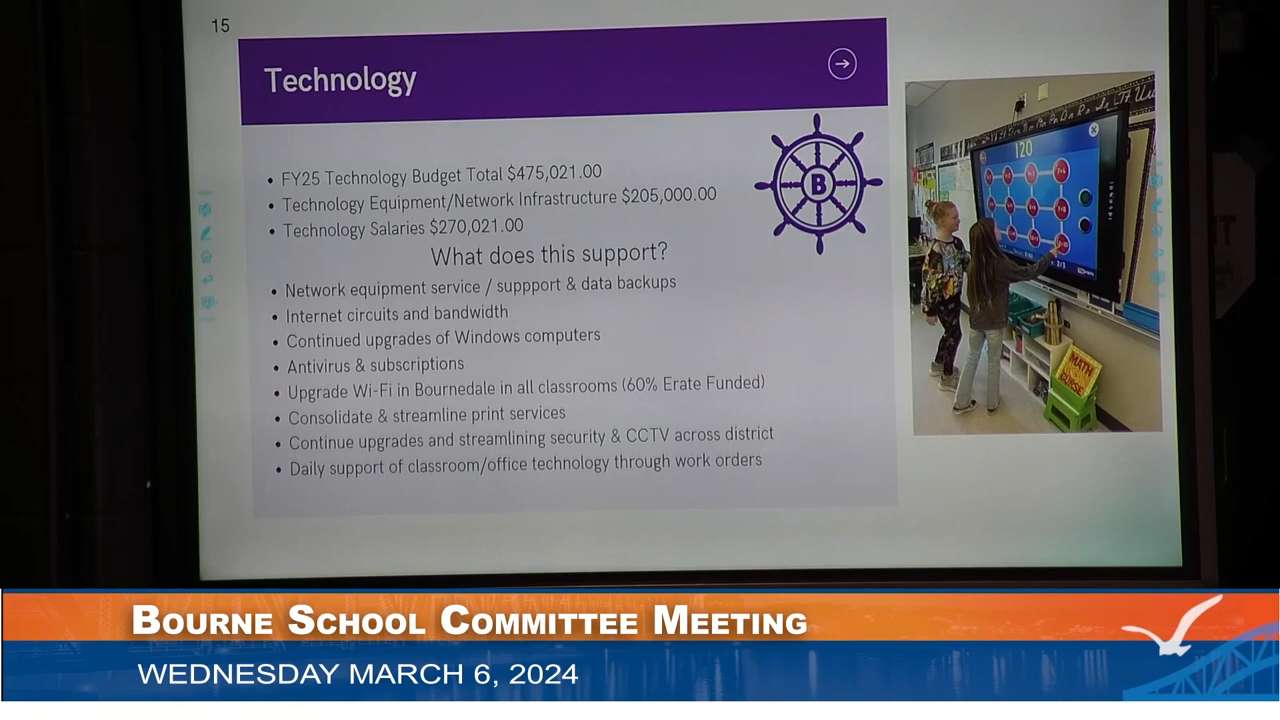 15
Technology
• FY25 Technology Budget Total $475,021.00
• Technology Equipment/Network Infrastructure $205,000.00
• Technology Salaries $270,021.00
What does this support?
• Network equipment service / suppport & data backups
• Internet circuits and bandwidth
• Continued upgrades of Windows computers
• Antivirus & subscriptions
• Upgrade Wi-Fi in Bournedale in all classrooms (60% Erate Funded)
• Consolidate & streamline print services
• Continue upgrades and streamlining security & CCTV across district
• Daily support of classroom/office technology through work orders
B
120
MATH
CURSE
BOURNE SCHOOL COMMITTEE MEETING
WEDNESDAY MARCH 6, 2024